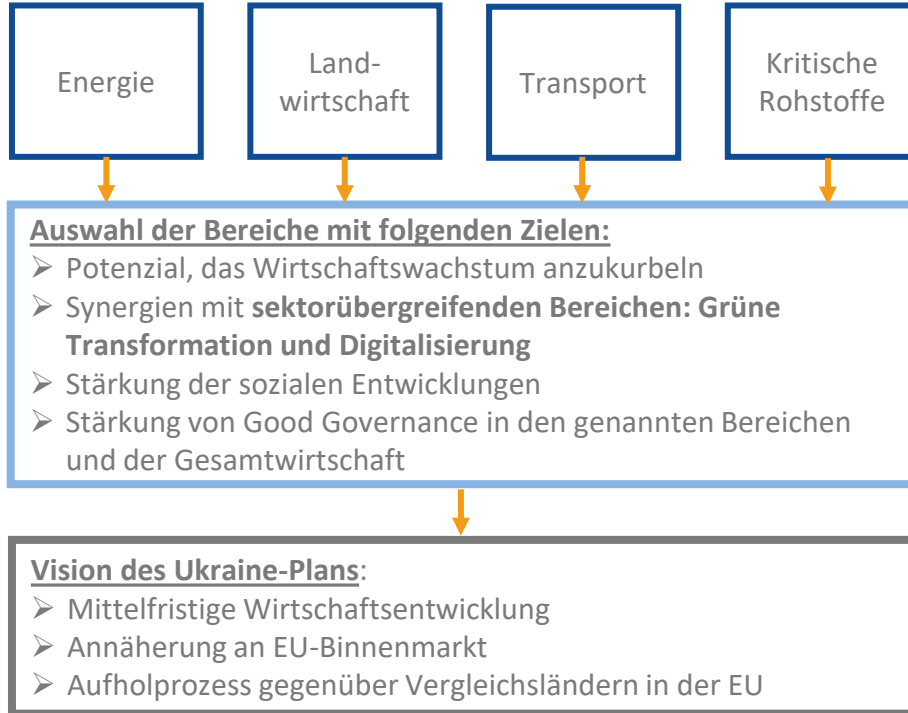 Energie
Land-
wirtschaft
Transport
Kritische
Rohstoffe
Auswahl der Bereiche mit folgenden Zielen:
➢ Potenzial, das Wirtschaftswachstum anzukurbeln
➢ Synergien mit sektorübergreifenden Bereichen: Grüne
Transformation und Digitalisierung
➢ Stärkung der sozialen Entwicklungen
➢ Stärkung von Good Governance in den genannten Bereichen
und der Gesamtwirtschaft
Vision des Ukraine-Plans:
➢ Mittelfristige Wirtschaftsentwicklung
➢ Annäherung an EU-Binnenmarkt
➢ Aufholprozess gegenüber Vergleichsländern in der EU